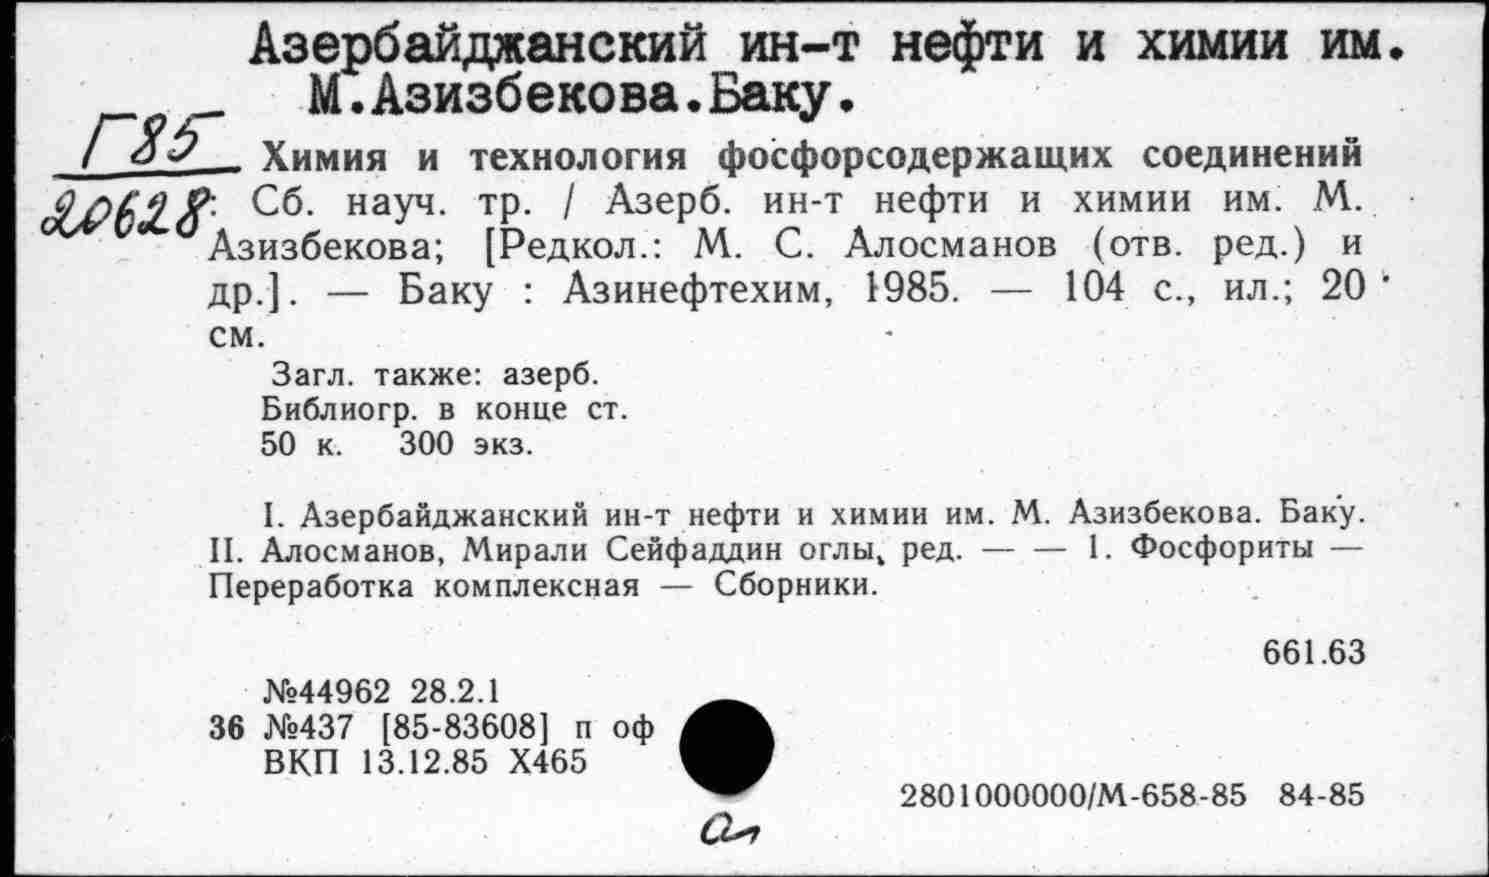 Азербайджанский ин-т нефти и химии им.
М.Азизбекова.Баку.
Г85
20628
Химия и технология фосфорсодержащих соединений
: Сб. науч. тр. / Азерб. ин-т нефти и химии им. М.
Азизбекова; [Редкол.: М. С. Алосманов (отв. ред.) и
др.]. — Баку : Азинефтехим, 1985. — 104 с., ил.; 20
см.
Загл. также: азерб.
Библиогр. в конце ст.
50 к. 300 экз.
I. Азербайджанский ин-т нефти и химии им. М. Азизбекова. Баку.
II. Алосманов, Мирали Сейфаддин оглы, ред. — — 1. Фосфориты —
Переработка комплексная — Сборники.
661.63
№44962 28.2.1
36 №437 [85-83608] п оф
ВКП 13.12.85 Х465
2801000000/М-658-85 84-85